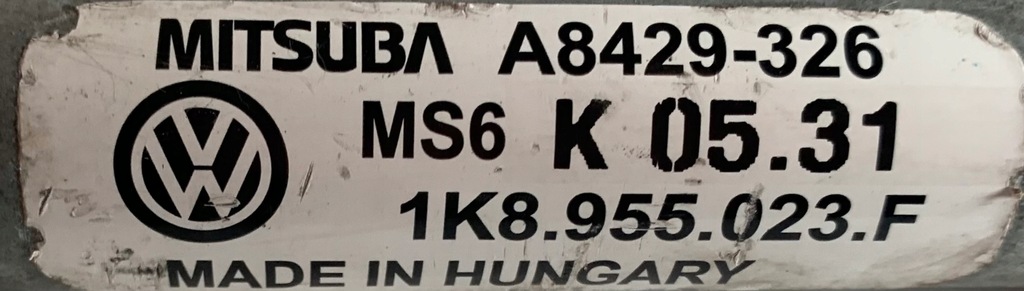 MITSUBA A8429-326
MS6 K 05.31
1K8.955.023.F
MADE IN HUNGARY